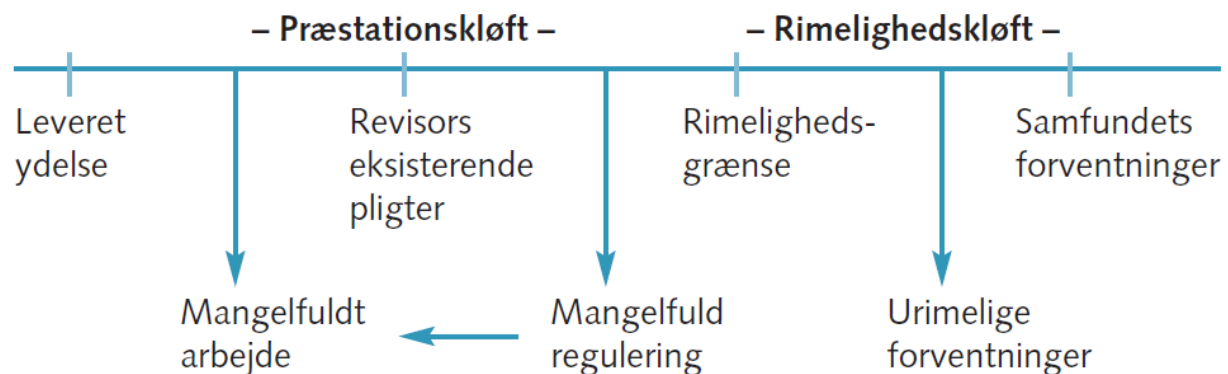 – Præstationskløft –
– Rimelighedskløft –
Leveret
ydelse
Revisors
eksisterende
pligter
Rimeligheds-
grænse
Samfundets
forventninger
Mangelfuldt
arbejde
Mangelfuld
regulering
Urimelige
forventninger